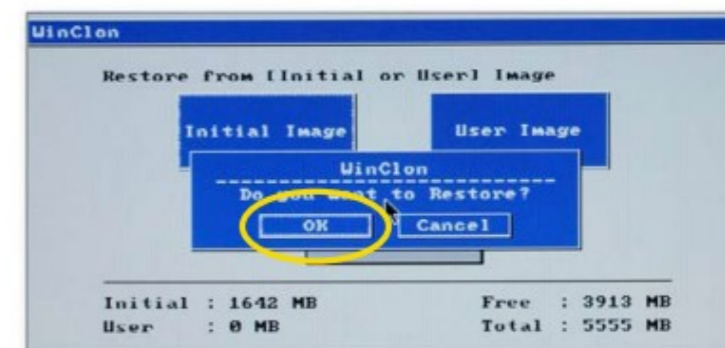 WinClon
Restore from [Initial or User] Image
Initial Image
User Image
WinClon
Do you want to Restore?
OK
Cancel
Initial : 1642 MB
Free : 3913 MB
User : 0 MB
Total : 5555 MB